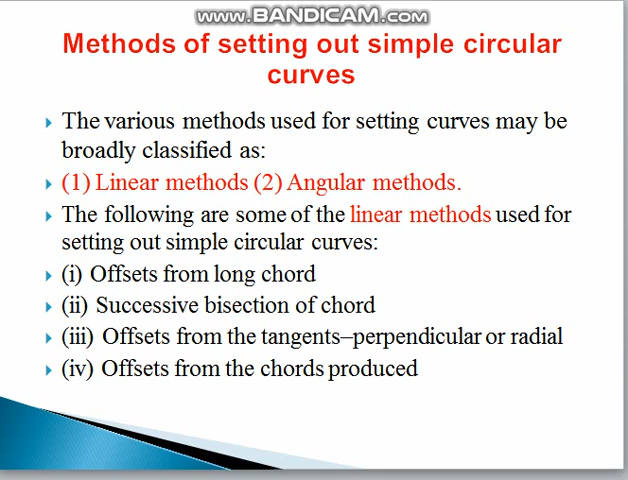 www.BANDICAM.com
Methods of setting out simple circular
curves
The various methods used for setting curves may be
broadly classified as:
(1) Linear methods (2) Angular methods.
The following are some of the linear methods used for
setting out simple circular curves:
(i) Offsets from long chord
(ii) Successive bisection of chord
(iii) Offsets from the tangents–perpendicular or radial
(iv) Offsets from the chords produced